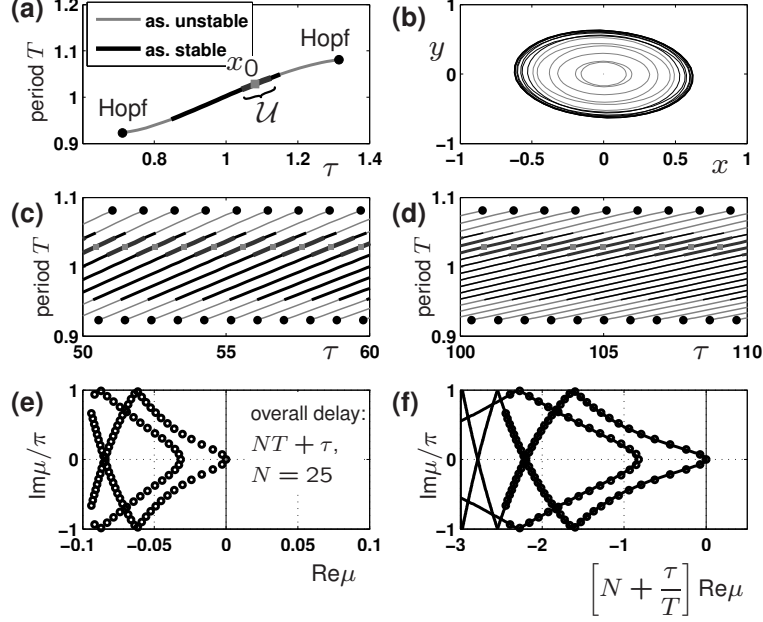 (a)
as. unstable
as. stable
1.2
1.1
1
0.9
period T
Hopf
x0
Hopf
𝒰
0.8
1
1.2
τ
1.4
(b)
1
y
0
−1
−1
−0.5
0
0.5
x
1
(c)
1.1
1
0.9
period T
50
55
τ
60
(d)
1.1
1
0.9
period T
100
105
τ
110
(e)
1
0
−1
Imμ/π
overall delay:
NT + τ,
N = 25
−0.1
−0.05
0
0.05
0.1
Reμ
(f)
1
0
−1
Imμ/π
−3
−2
−1
0
[N + τ/T] Reμ